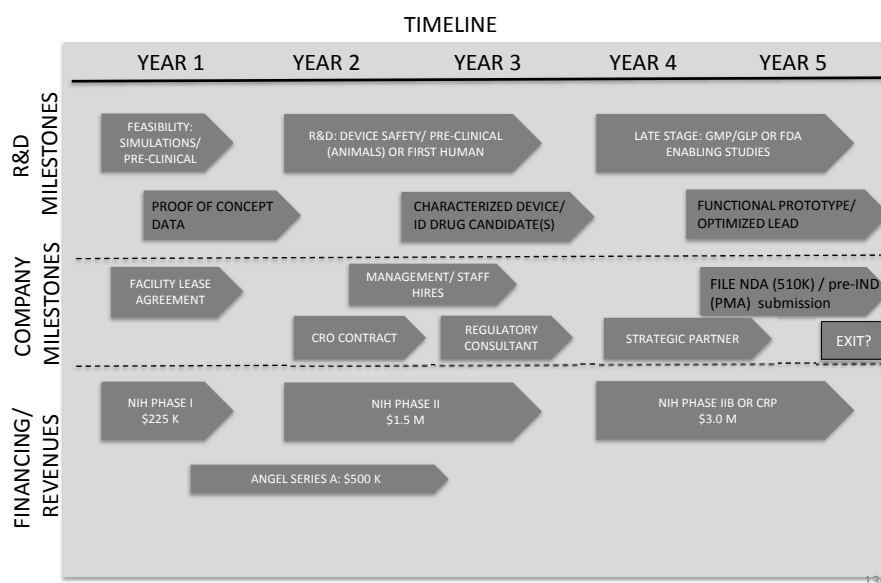 TIMELINE
YEAR 1 YEAR 2 YEAR 3 YEAR 4 YEAR 5
R&D
MILESTONES
FEASIBILITY:
SIMULATIONS/
PRE-CLINICAL
R&D: DEVICE SAFETY/ PRE-CLINICAL
(ANIMALS) OR FIRST HUMAN
LATE STAGE: GMP/GLP OR FDA
ENABLING STUDIES
PROOF OF CONCEPT
DATA
CHARACTERIZED DEVICE/
ID DRUG CANDIDATE(S)
FUNCTIONAL PROTOTYPE/
OPTIMIZED LEAD
COMPANY
MILESTONES
FACILITY LEASE
AGREEMENT
MANAGEMENT/ STAFF
HIRES
FILE NDA (510K) / pre-IND
(PMA) submission
CRO CONTRACT
REGULATORY
CONSULTANT
STRATEGIC PARTNER
EXIT?
FINANCING/
REVENUES
NIH PHASE I
$225 K
NIH PHASE II
$1.5 M
NIH PHASE IIB OR CRP
$3.0 M
ANGEL SERIES A: $500 K